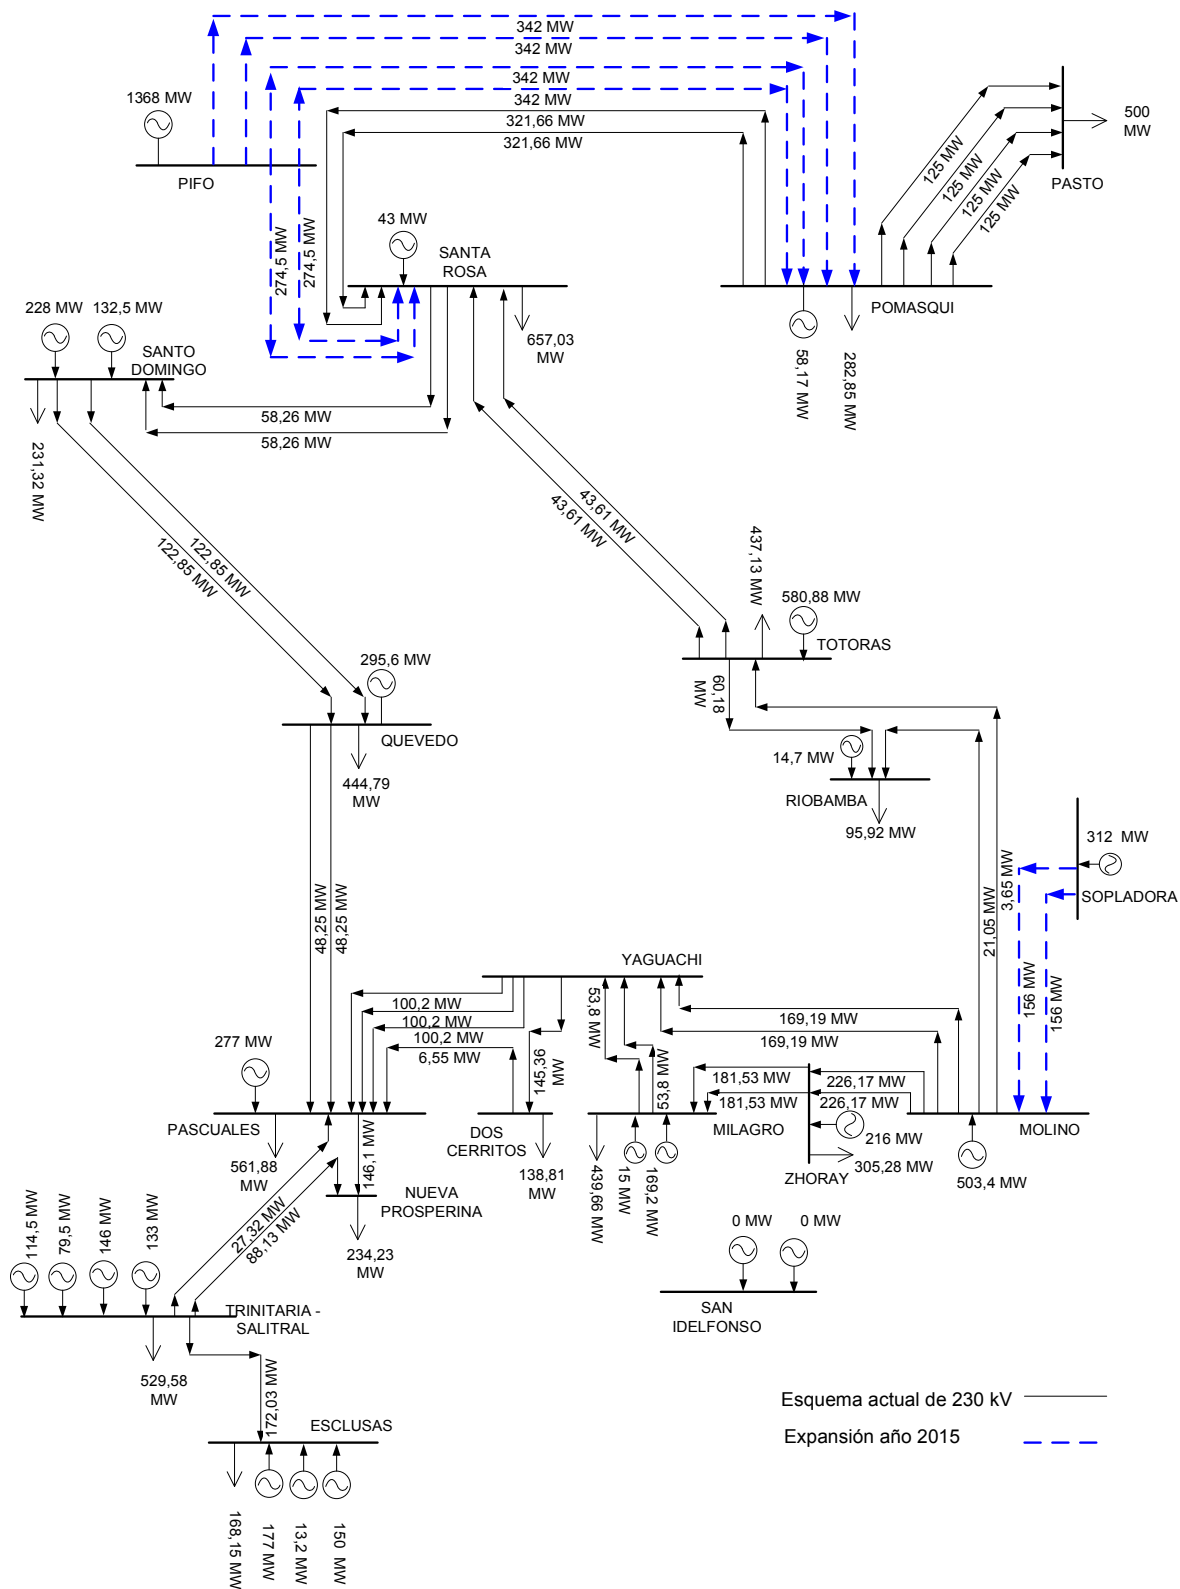 342 MW
342 MW
342 MW
342 MW
321,66 MW
321,66 MW
1368 MW
PIFO
500
MW
PASTO
125 MW
125 MW
125 MW
125 MW
43 MW
SANTA
ROSA
274,5 MW
274,5 MW
POMASQUI
657,03
MW
58,17 MW
282,85 MW
228 MW
132,5 MW
SANTO
DOMINGO
58,26 MW
58,26 MW
231,32 MW
122,85 MW
122,85 MW
43,61 MW
43,61 MW
437,13 MW
580,88 MW
TOTORAS
60,18
MW
295,6 MW
QUEVEDO
444,79
MW
14,7 MW
RIOBAMBA
95,92 MW
312 MW
SOPLADORA
3,65 MW
21,05 MW
156 MW
156 MW
48,25 MW
48,25 MW
YAGUACHI
53,8 MW
53,8 MW
100,2 MW
100,2 MW
100,2 MW
6,55 MW
145,36
MW
169,19 MW
169,19 MW
277 MW
181,53 MW
181,53 MW
226,17 MW
226,17 MW
PASCUALES
DOS
CERRITOS
MILAGRO
ZHORAY
MOLINO
561,88
MW
146,1 MW
138,81
MW
439,66 MW
15 MW
169,2 MW
216 MW
305,28 MW
503,4 MW
NUEVA
PROSPERINA
234,23
MW
27,32 MW
88,13 MW
114,5 MW
79,5 MW
146 MW
133 MW
0 MW
0 MW
SAN
IDELFONSO
TRINITARIA -
SALITRAL
529,58
MW
172,03 MW
ESCLUSAS
168,15 MW
177 MW
13,2 MW
150 MW
Esquema actual de 230 kV
Expansión año 2015